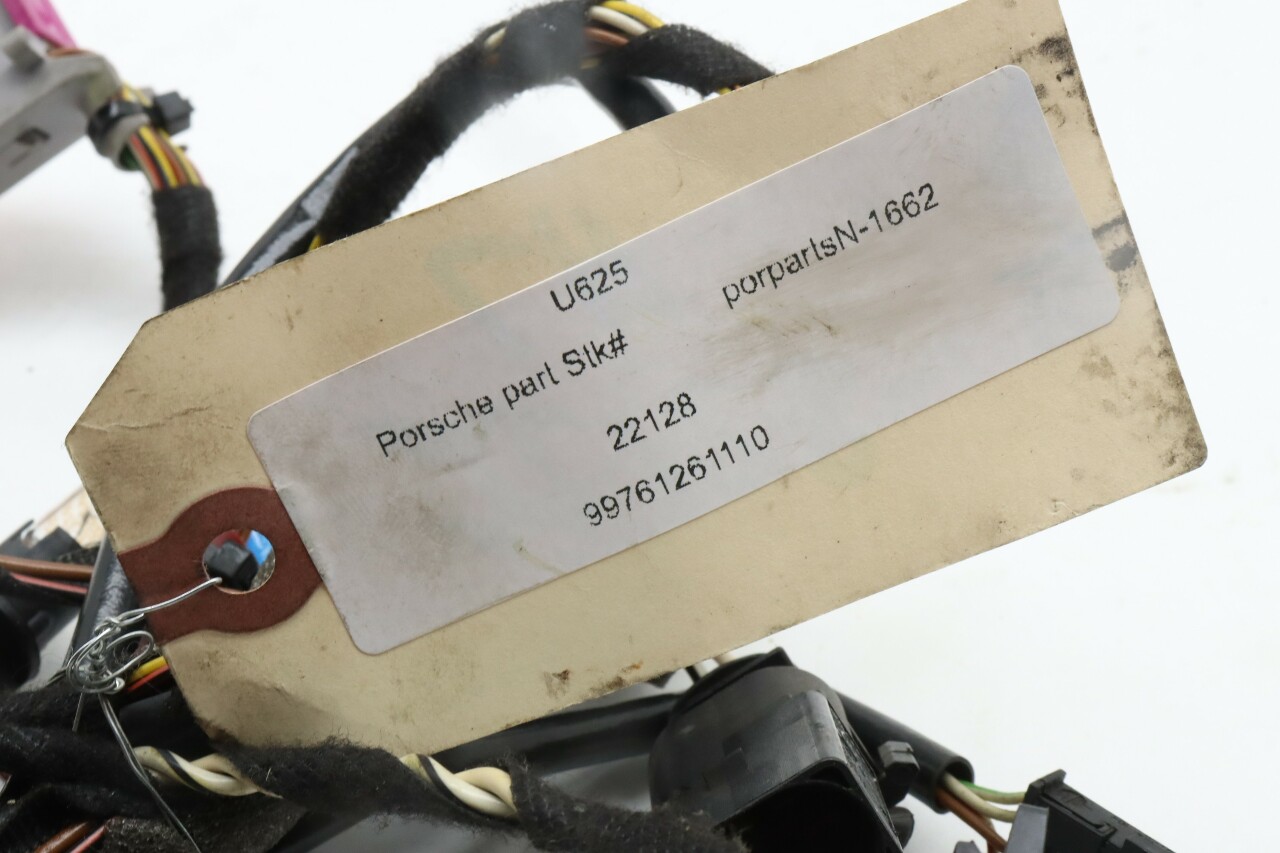 U625 porpartsN-1662
Porsche part Stk#
22128
99761261110